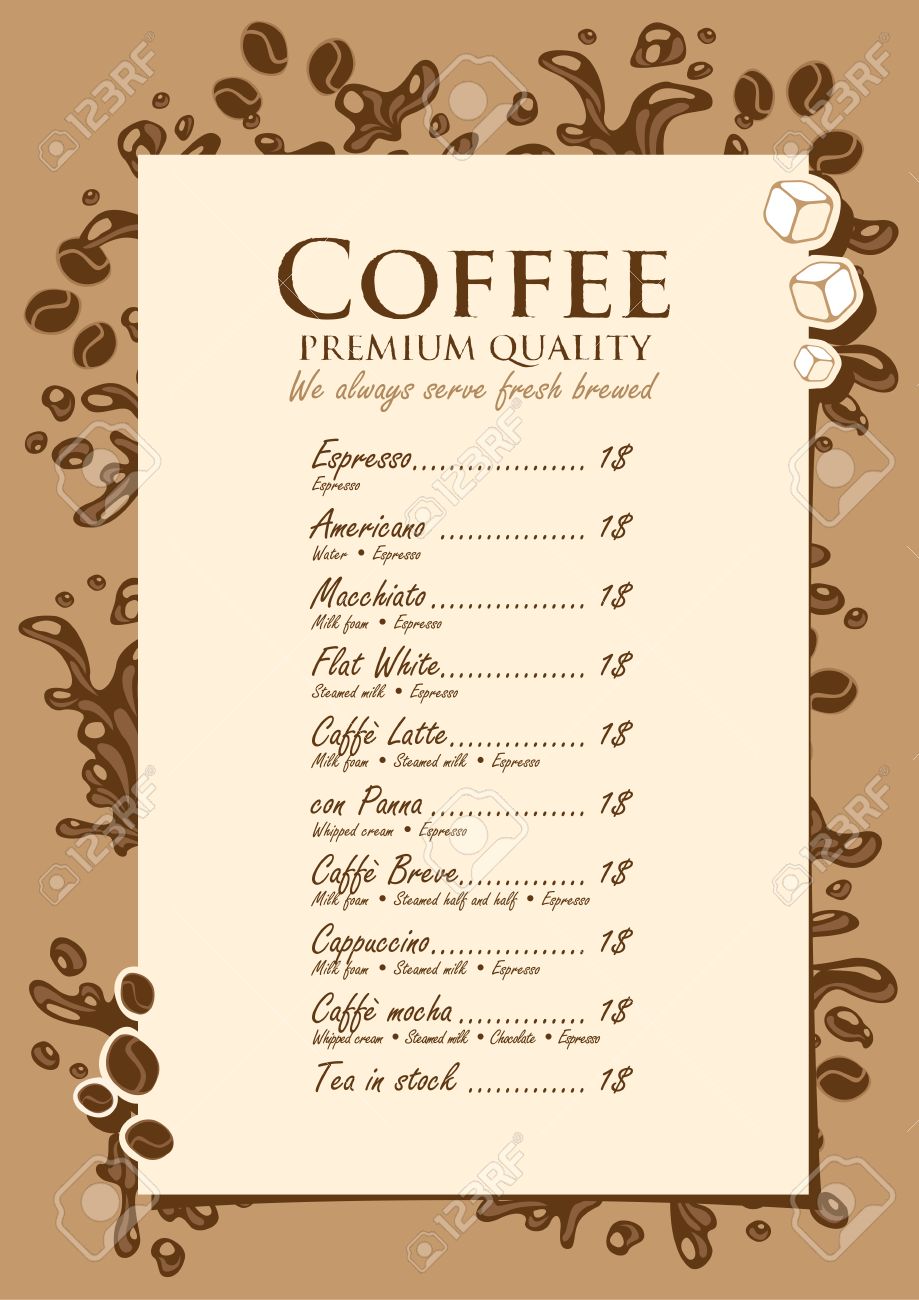 COFFEE
PREMIUM QUALITY
We always serve fresh brewed
Espresso.................. 1$
Espresso
Americano ............... 1$
Water • Espresso
Macchiato................ 1$
Milk foam • Espresso
Flat White............... 1$
Steamed milk • Espresso
Caffè Latte.............. 1$
Milk foam • Steamed milk • Espresso
con Panna ................ 1$
Whipped cream • Espresso
Caffè Breve............. 1$
Milk foam • Steamed half and half • Espresso
Cappuccino................ 1$
Milk foam • Steamed milk • Espresso
Caffè mocha ............. 1$
Whipped cream • Steamed milk • Chocolate • Espresso
Tea in stock ............ 1$
123RF